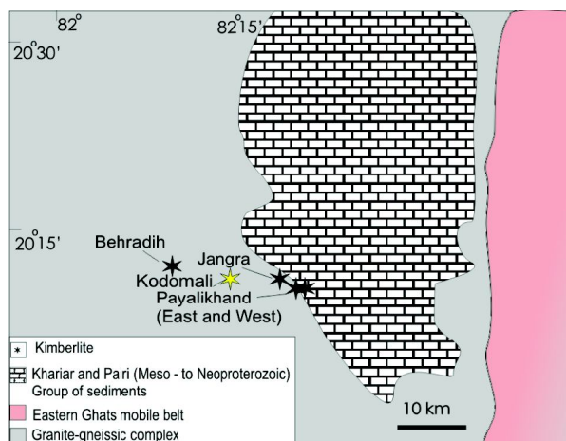 82°
82°15'
20°30'
20°15'
Behradih
Jangra
Kodomali
Payalikhand
(East and West)
Kimberlite
Khariar and Pari (Meso - to Neoproterozoic)
Group of sediments
Eastern Ghats mobile belt
Granite-gneissic complex
10 km